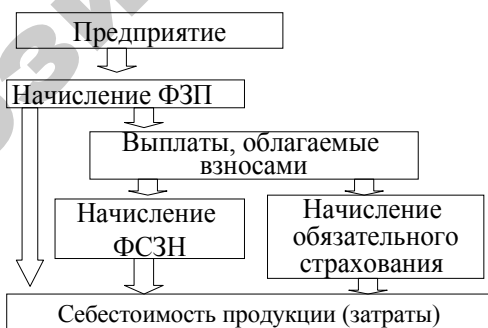 Предприятие
Начисление ФЗП
Выплаты, облагаемые
взносами
Начисление
ФСЗН
Начисление
обязательного
страхования
Себестоимость продукции (затраты)